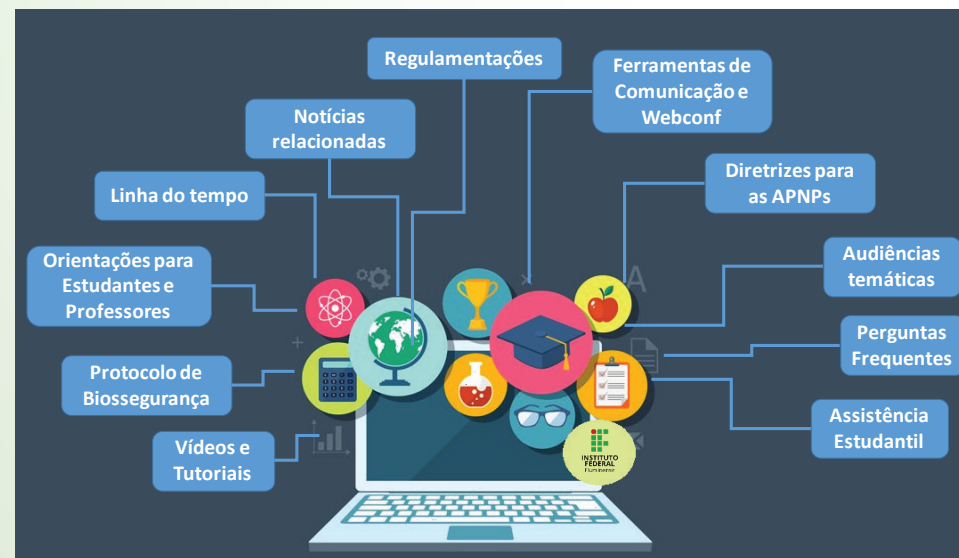 Regulamentações
Ferramentas de
Comunicação e
Webconf
Notícias
relacionadas
Diretrizes para
as APNPs
Linha do tempo
Orientações para
Estudantes e
Professores
Audiências
temáticas
Perguntas
Frequentes
Protocolo de
Biossegurança
Assistência
Estudantil
Vídeos e
Tutoriais
A
INSTITUTO
FEDERAL
Fluminense